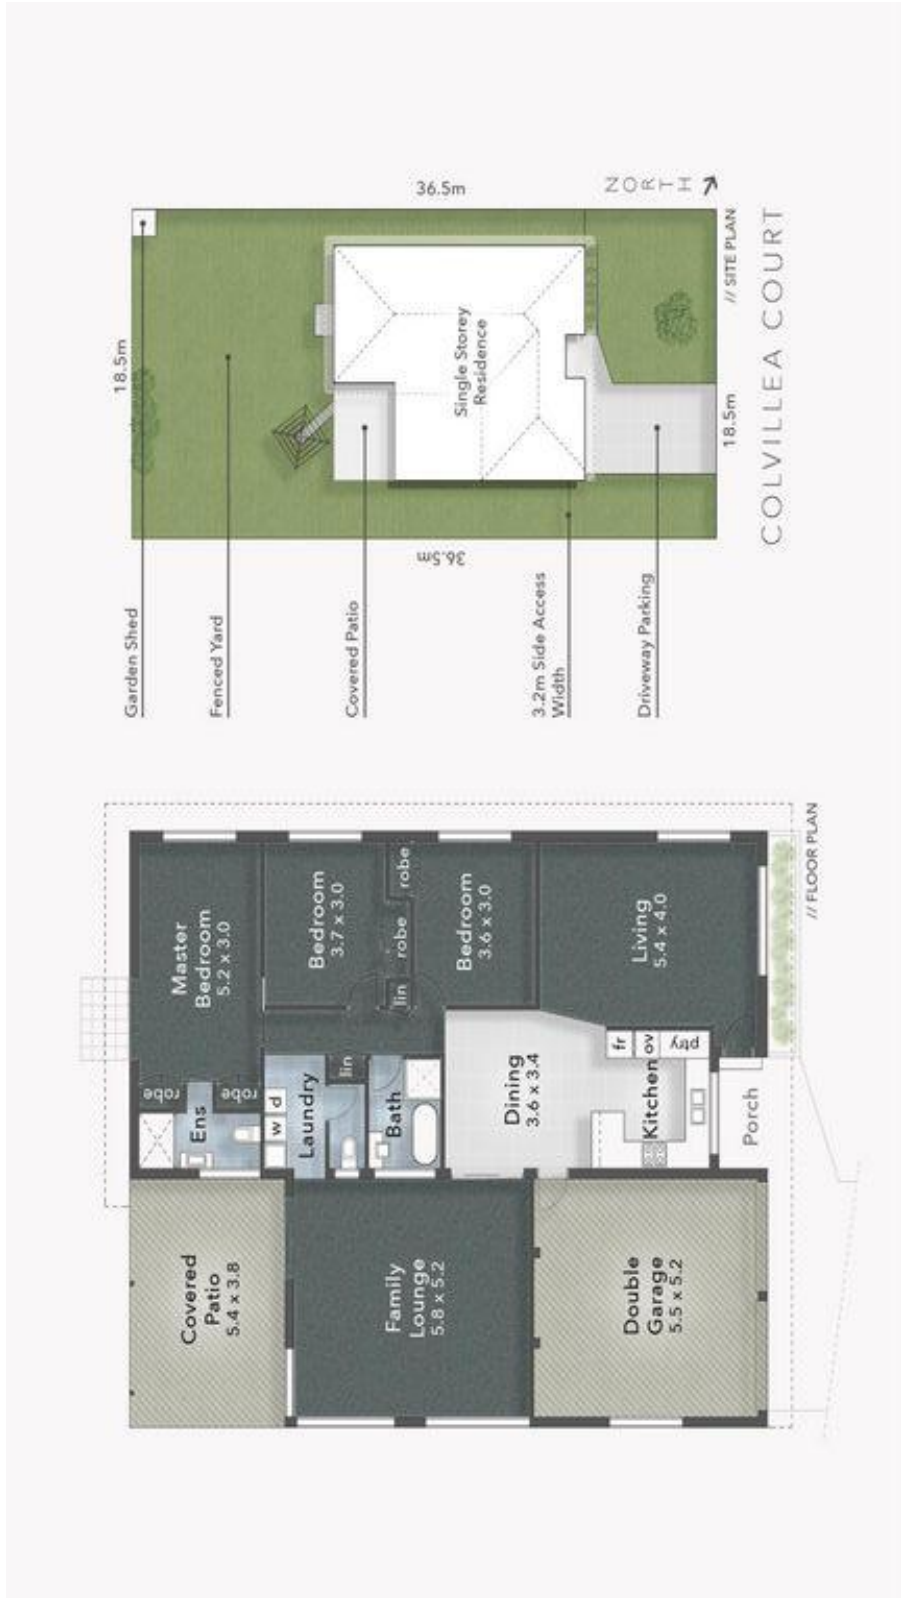 // FLOOR PLAN
Covered
Patio
5.4 x 3.8
Family
Lounge
5.8 x 5.2
Double
Garage
5.5 x 5.2
Ens
robe
robe
w
d
Laundry
lin
Bath
Dining
3.6 x 3.4
Kitchen
fr
ov
ptry
Porch
Master
Bedroom
5.2 x 3.0
Bedroom
3.7 x 3.0
lin
robe
robe
Bedroom
3.6 x 3.0
Living
5.4 x 4.0
Garden Shed
Fenced Yard
Covered Patio
3.2m Side Access
Width
Driveway Parking
36.5m
18.5m
Single Storey
Residence
18.5m
36.5m
NORTH
// SITE PLAN
COLVILLEA COURT